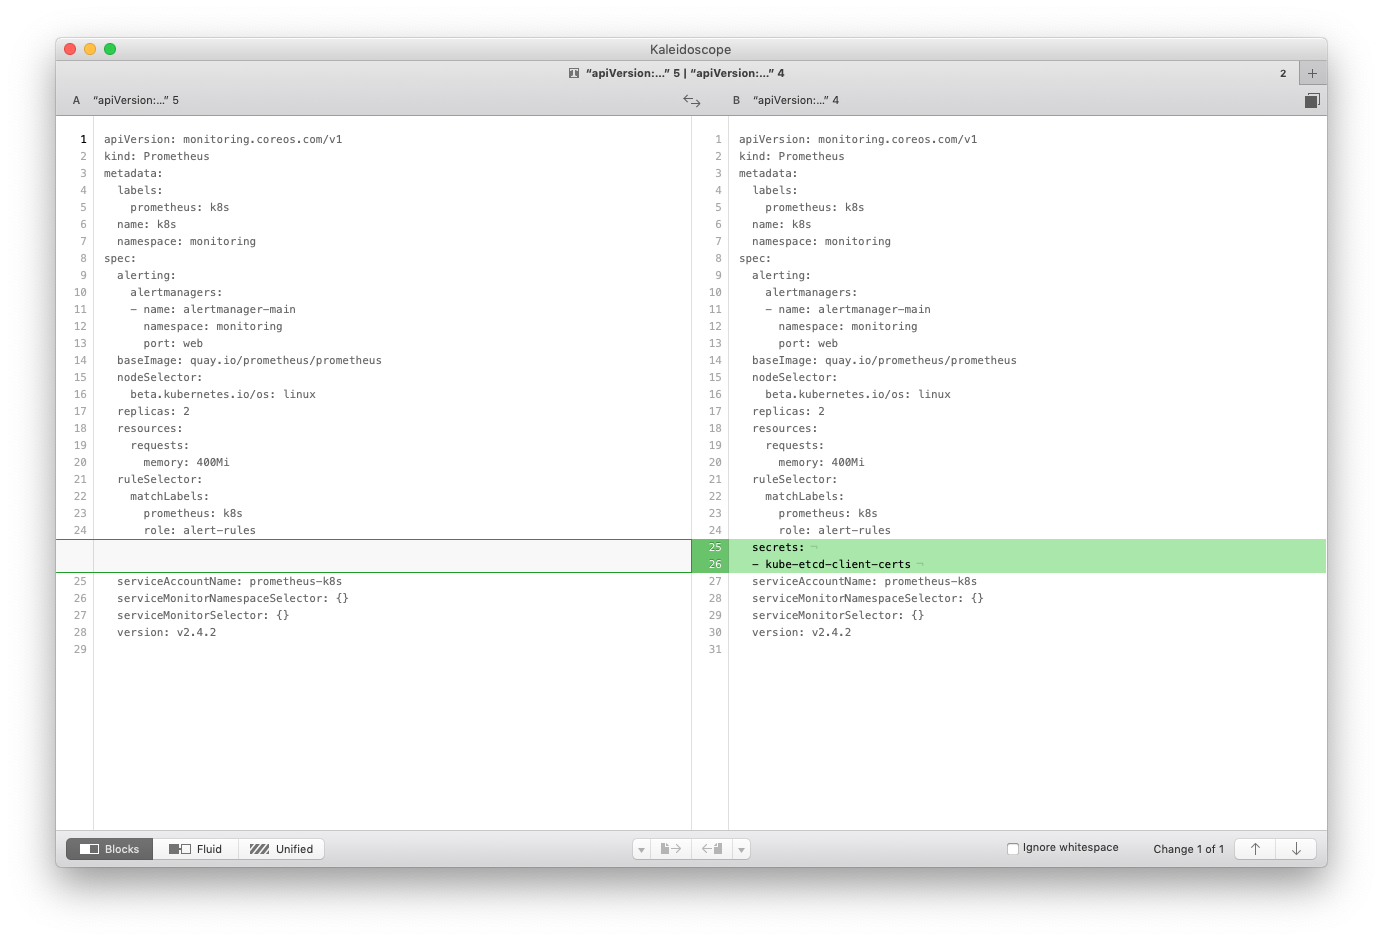 Kaleidoscope
“apiVersion:...” 5 | “apiVersion:...” 4
2
A “apiVersion:...” 5
B “apiVersion:...” 4
1 apiVersion: monitoring.coreos.com/v1
2 kind: Prometheus
3 metadata:
4 labels:
5 prometheus: k8s
6 name: k8s
7 namespace: monitoring
8 spec:
9 alerting:
10 alertmanagers:
11 - name: alertmanager-main
12 namespace: monitoring
13 port: web
14 baseImage: quay.io/prometheus/prometheus
15 nodeSelector:
16 beta.kubernetes.io/os: linux
17 replicas: 2
18 resources:
19 requests:
20 memory: 400Mi
21 ruleSelector:
22 matchLabels:
23 prometheus: k8s
24 role: alert-rules
25 serviceAccountName: prometheus-k8s
26 serviceMonitorNamespaceSelector: {}
27 serviceMonitorSelector: {}
28 version: v2.4.2
29
1 apiVersion: monitoring.coreos.com/v1
2 kind: Prometheus
3 metadata:
4 labels:
5 prometheus: k8s
6 name: k8s
7 namespace: monitoring
8 spec:
9 alerting:
10 alertmanagers:
11 - name: alertmanager-main
12 namespace: monitoring
13 port: web
14 baseImage: quay.io/prometheus/prometheus
15 nodeSelector:
16 beta.kubernetes.io/os: linux
17 replicas: 2
18 resources:
19 requests:
20 memory: 400Mi
21 ruleSelector:
22 matchLabels:
23 prometheus: k8s
24 role: alert-rules
25 secrets: ¬
26 - kube-etcd-client-certs ¬
27 serviceAccountName: prometheus-k8s
28 serviceMonitorNamespaceSelector: {}
29 serviceMonitorSelector: {}
30 version: v2.4.2
31
Blocks
Fluid
Unified
Ignore whitespace
Change 1 of 1